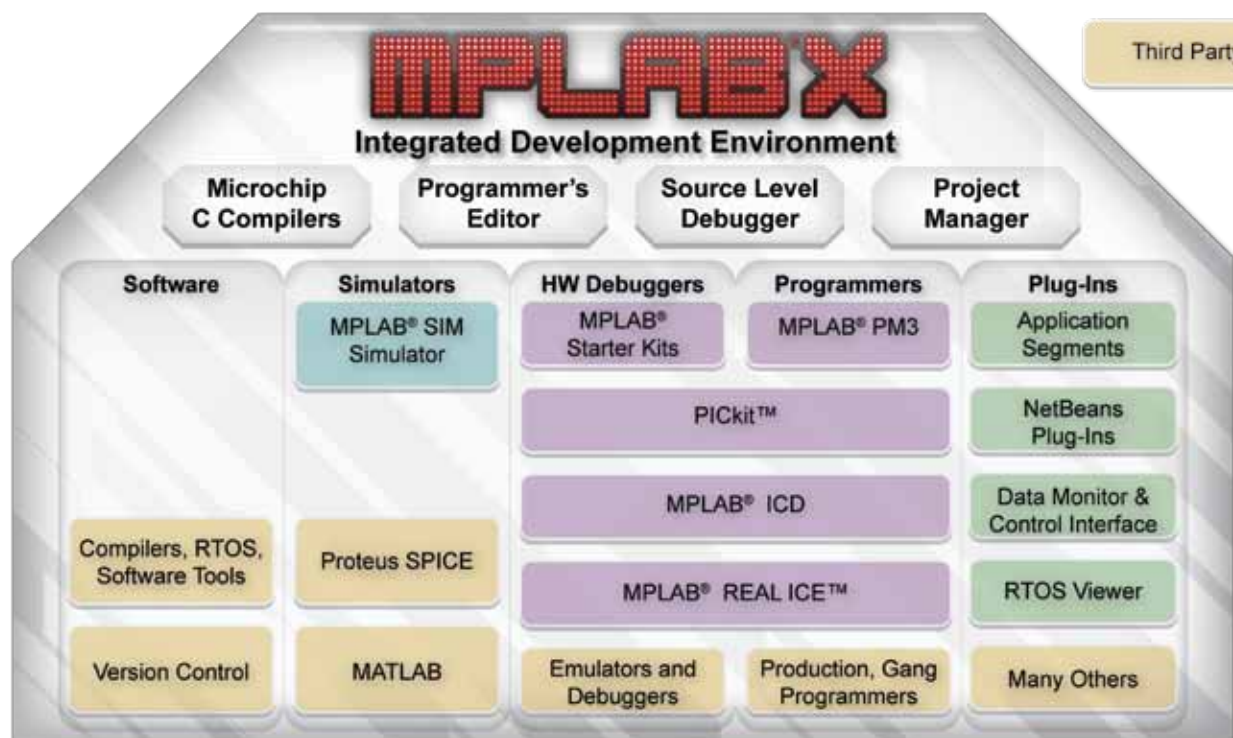 MPLAB® X
Integrated Development Environment
Third Party
Microchip
C Compilers
Programmer's
Editor
Source Level
Debugger
Project
Manager
Software
Compilers, RTOS,
Software Tools
Version Control
Simulators
MPLAB® SIM
Simulator
Proteus SPICE
MATLAB
HW Debuggers
Programmers
MPLAB®
Starter Kits
MPLAB® PM3
PICkit™
MPLAB® ICD
MPLAB® REAL ICE™
Emulators and
Debuggers
Production, Gang
Programmers
Plug-Ins
Application
Segments
NetBeans
Plug-Ins
Data Monitor &
Control Interface
RTOS Viewer
Many Others